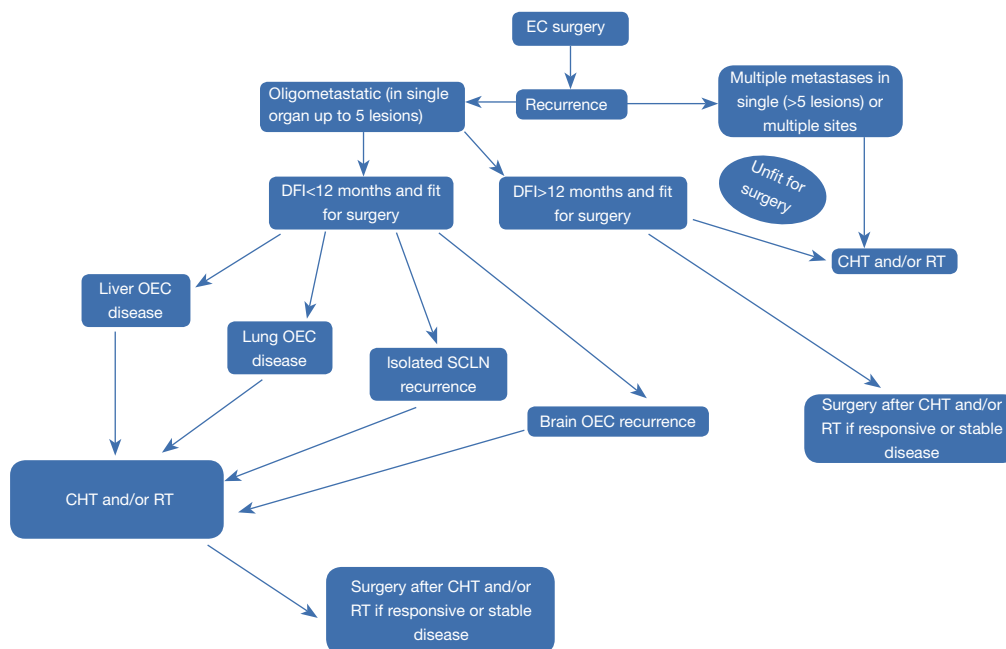 EC surgery
Oligometastatic (in single
organ up to 5 lesions)
Recurrence
Multiple metastases in
single (>5 lesions) or
multiple sites
DFI<12 months and fit
for surgery
DFI>12 months and fit
for surgery
Unfit for
surgery
CHT and/or RT
Liver OEC
disease
Lung OEC
disease
Isolated SCLN
recurrence
Brain OEC recurrence
Surgery after CHT and/or
RT if responsive or stable
disease
CHT and/or RT
Surgery after CHT and/or
RT if responsive or stable
disease